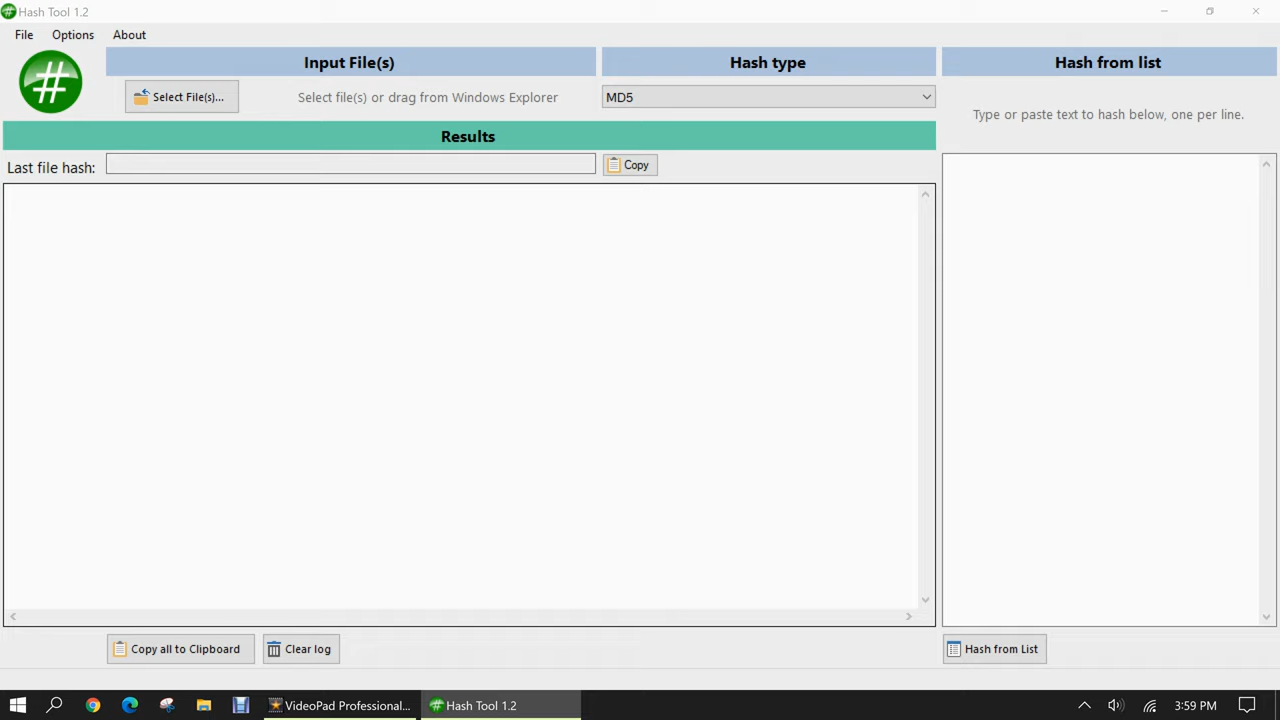 Hash Tool 1.2
File Options About
Input File(s) Hash type Hash from list
Select File(s)... Select file(s) or drag from Windows Explorer MD5
Type or paste text to hash below, one per line.
Results
Last file hash: Copy
Copy all to Clipboard Clear log Hash from List
VideoPad Professional... Hash Tool 1.2 3:59 PM